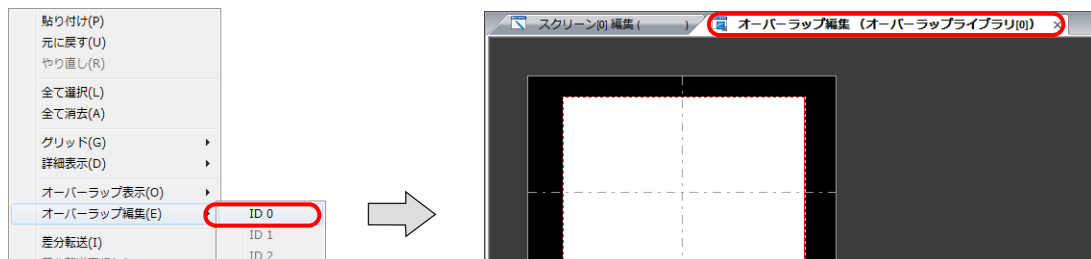 貼り付け(P)
元に戻す(U)
やり直し(R)
全て選択(L)
全て消去(A)
グリッド(G)
詳細表示(D)
オーバーラップ表示(O)
オーバーラップ編集(E)
差分転送(I)
ID 0
ID 1
ID 2
スクリーン[0] 編集 ( )
オーバーラップ編集 （オーバーラップライブラリ[0]） ×